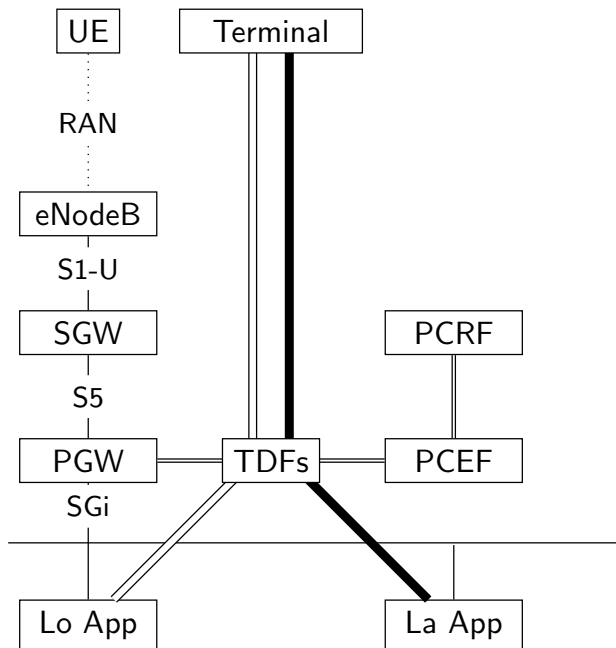 UE Terminal
RAN
eNodeB
S1-U
SGW PCRF
S5
PGW TDFs PCEF
SGi
Lo App La App